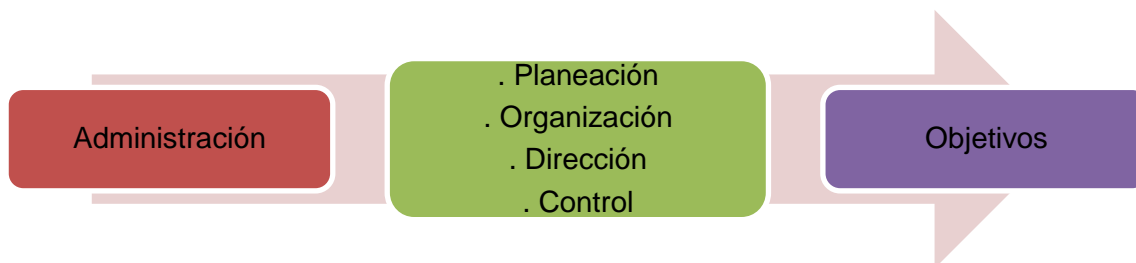 Administración
. Planeación
. Organización
. Dirección
. Control
Objetivos